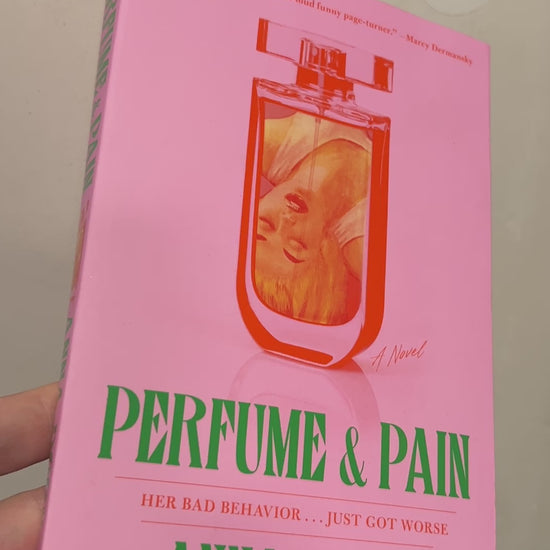 and funny page-turner," —Marcy Dermansky
A Novel
PERFUME & PAIN
HER BAD BEHAVIOR . . . JUST GOT WORSE